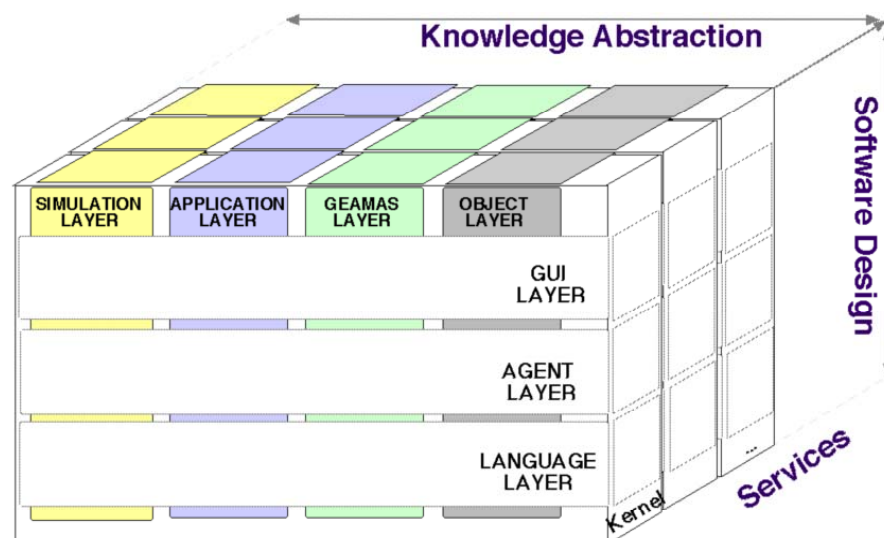 Knowledge Abstraction
Software Design
SIMULATION
LAYER
APPLICATION
LAYER
GEAMAS
LAYER
OBJECT
LAYER
GUI
LAYER
AGENT
LAYER
LANGUAGE
LAYER
Kernel
...
Services